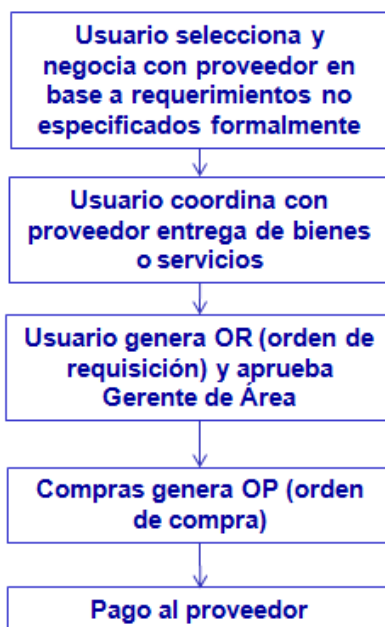 Usuario selecciona y
negocia con proveedor en
base a requerimientos no
especificados formalmente
Usuario coordina con
proveedor entrega de bienes
o servicios
Usuario genera OR (orden de
requisición) y aprueba
Gerente de Área
Compras genera OP (orden
de compra)
Pago al proveedor